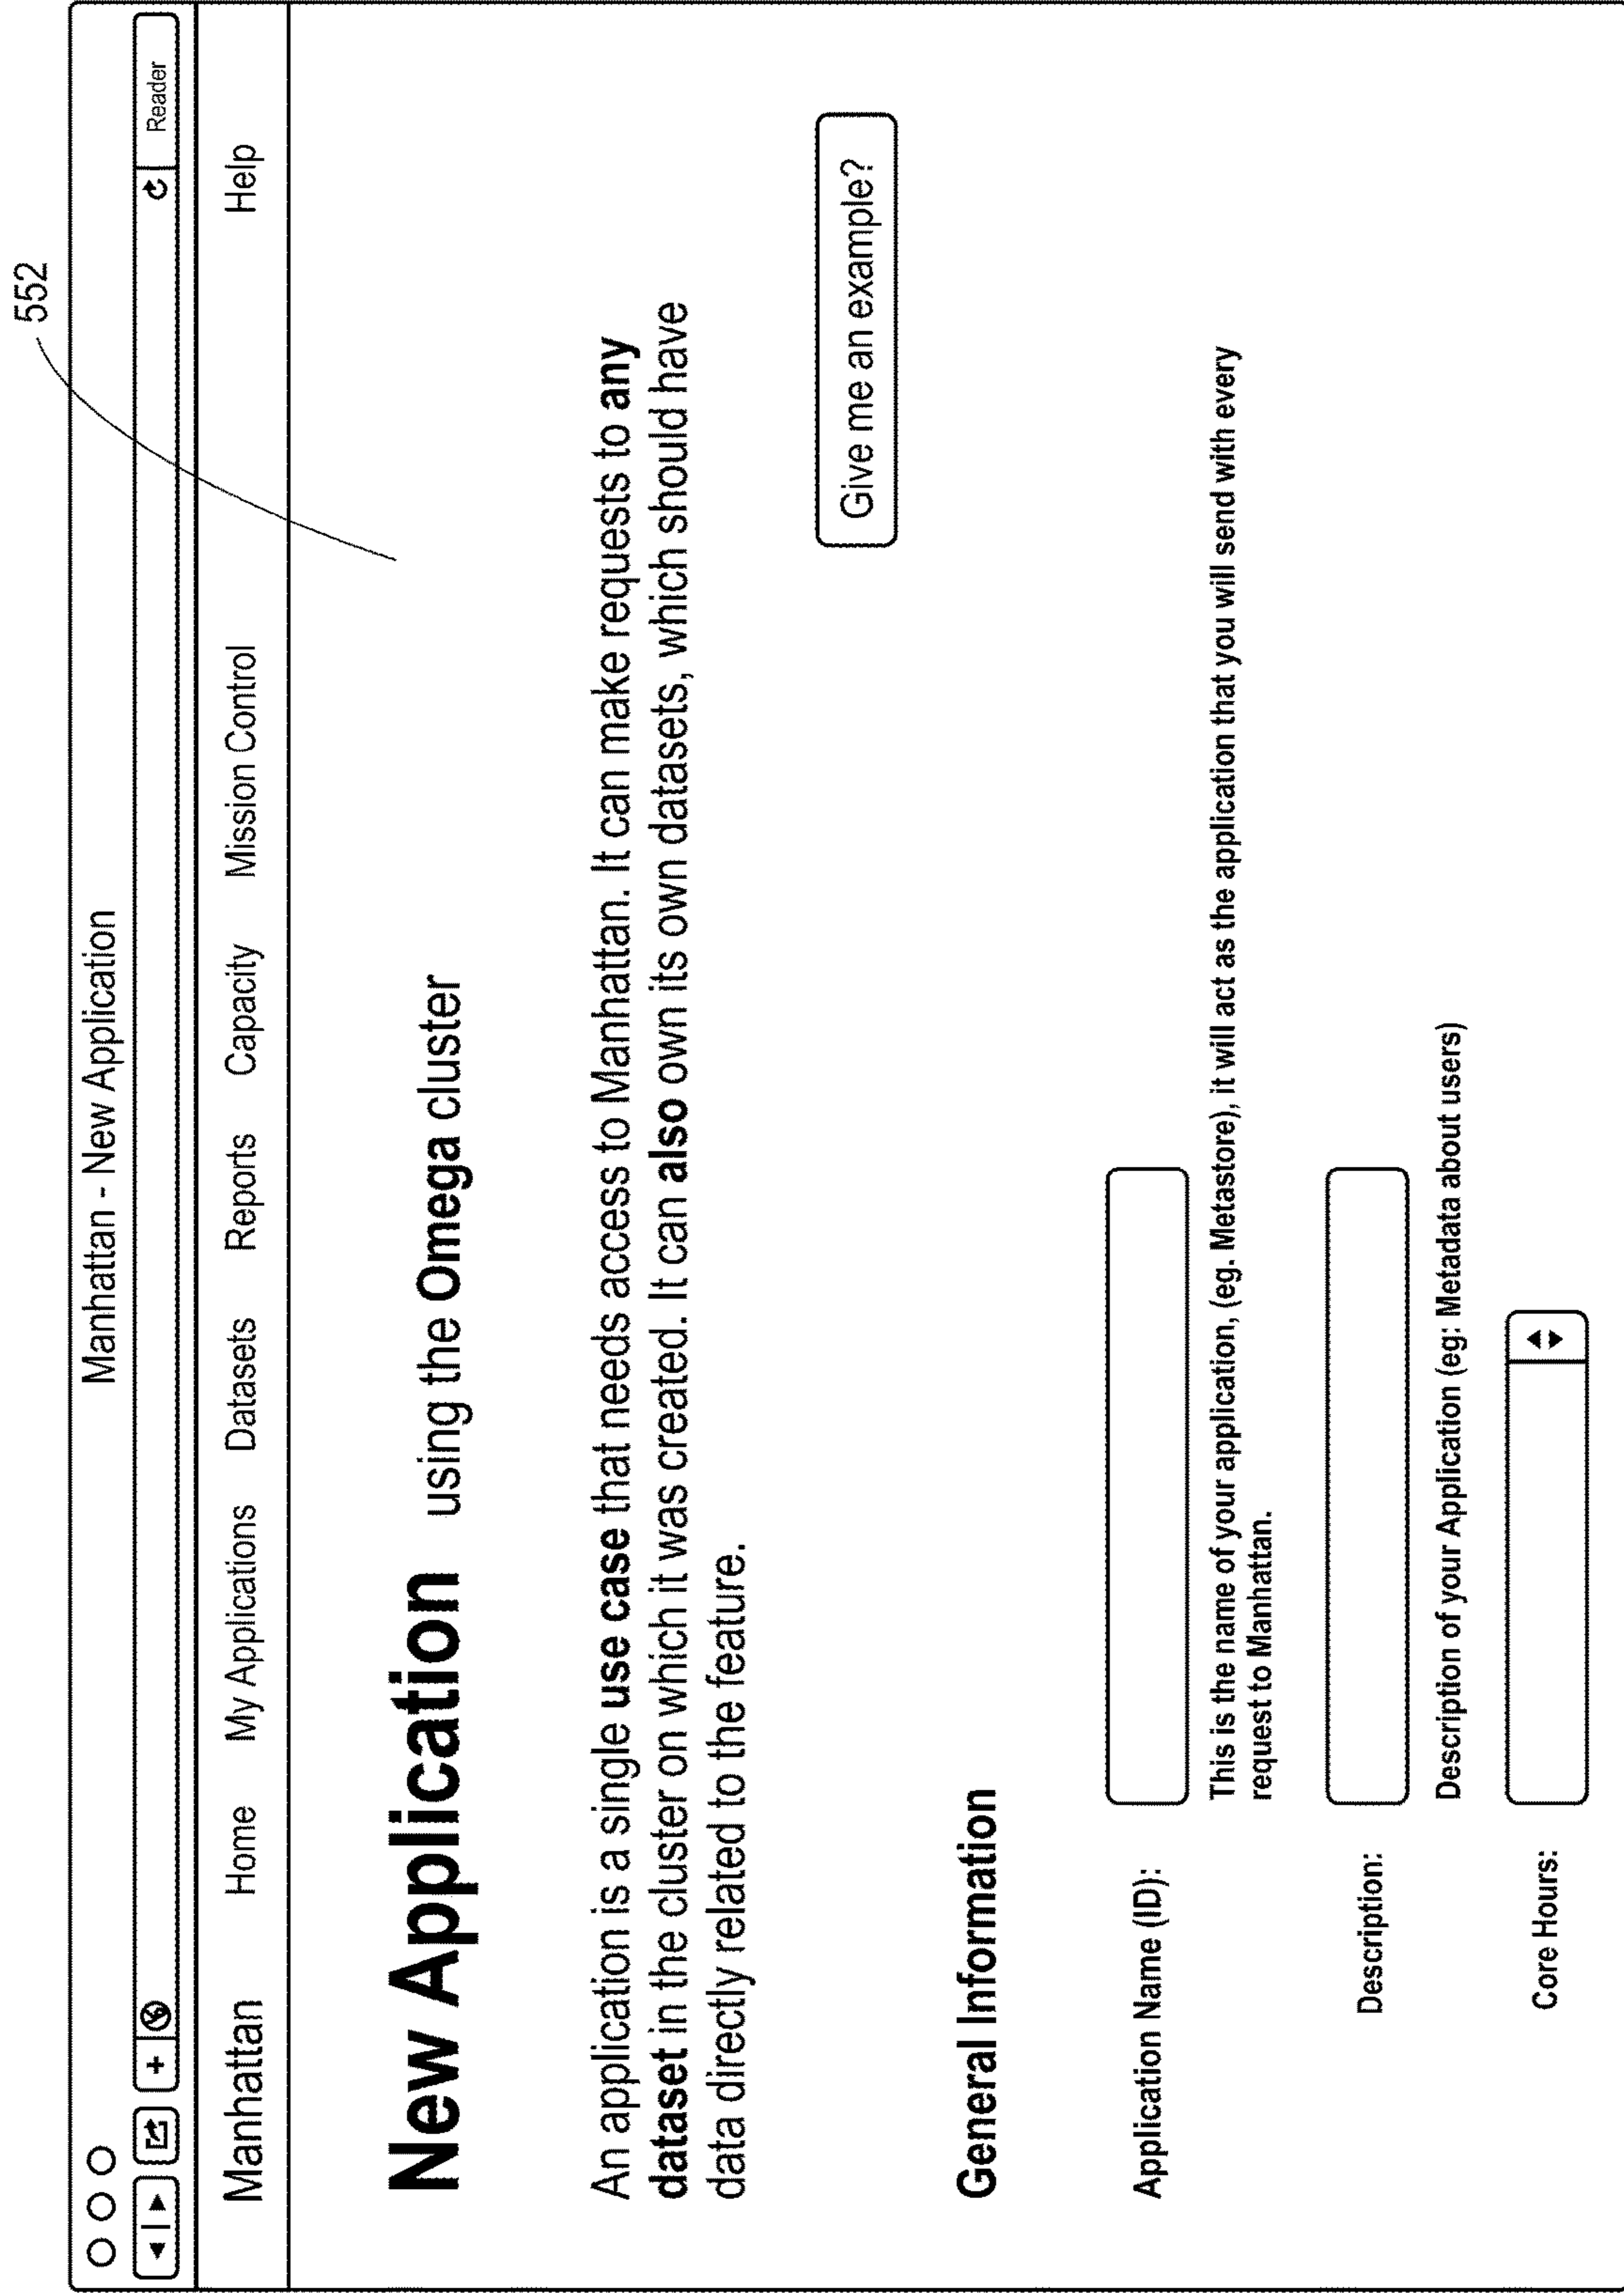 552
Manhattan - New Application
+
Reader
Manhattan Home My Applications Datasets Reports Capacity Mission Control Help
New Application using the Omega cluster
An application is a single use case that needs access to Manhattan. It can make requests to any
dataset in the cluster on which it was created. It can also own its own datasets, which should have
data directly related to the feature.
Give me an example?
General Information
Application Name (ID):
This is the name of your application, (eg. Metastore), it will act as the application that you will send with every
request to Manhattan.
Description:
Description of your Application (eg: Metadata about users)
Core Hours: